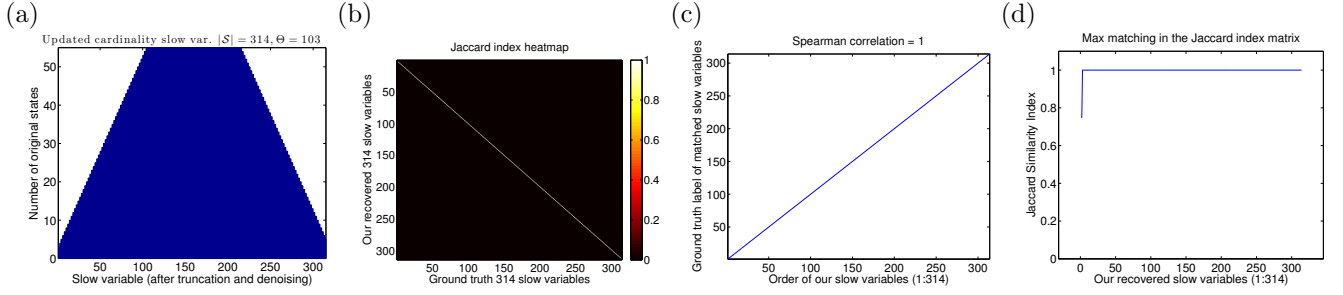 (a)
Updated cardinality slow var. |S| = 314, Θ = 103
Number of original states
50
40
30
20
10
0
50 100 150 200 250 300
Slow variable (after truncation and denoising)
(b)
Jaccard index heatmap
Our recovered 314 slow variables
50
100
150
200
250
300
50 100 150 200 250 300
Ground truth 314 slow variables
1
0.8
0.6
0.4
0.2
0
(c)
Spearman correlation = 1
Ground truth label of matched slow variables
300
250
200
150
100
50
50 100 150 200 250 300
Order of our slow variables (1:314)
(d)
Max matching in the Jaccard index matrix
Jaccard Similarity Index
1
0.8
0.6
0.4
0.2
0
0 50 100 150 200 250 300
Our recovered slow variables (1:314)